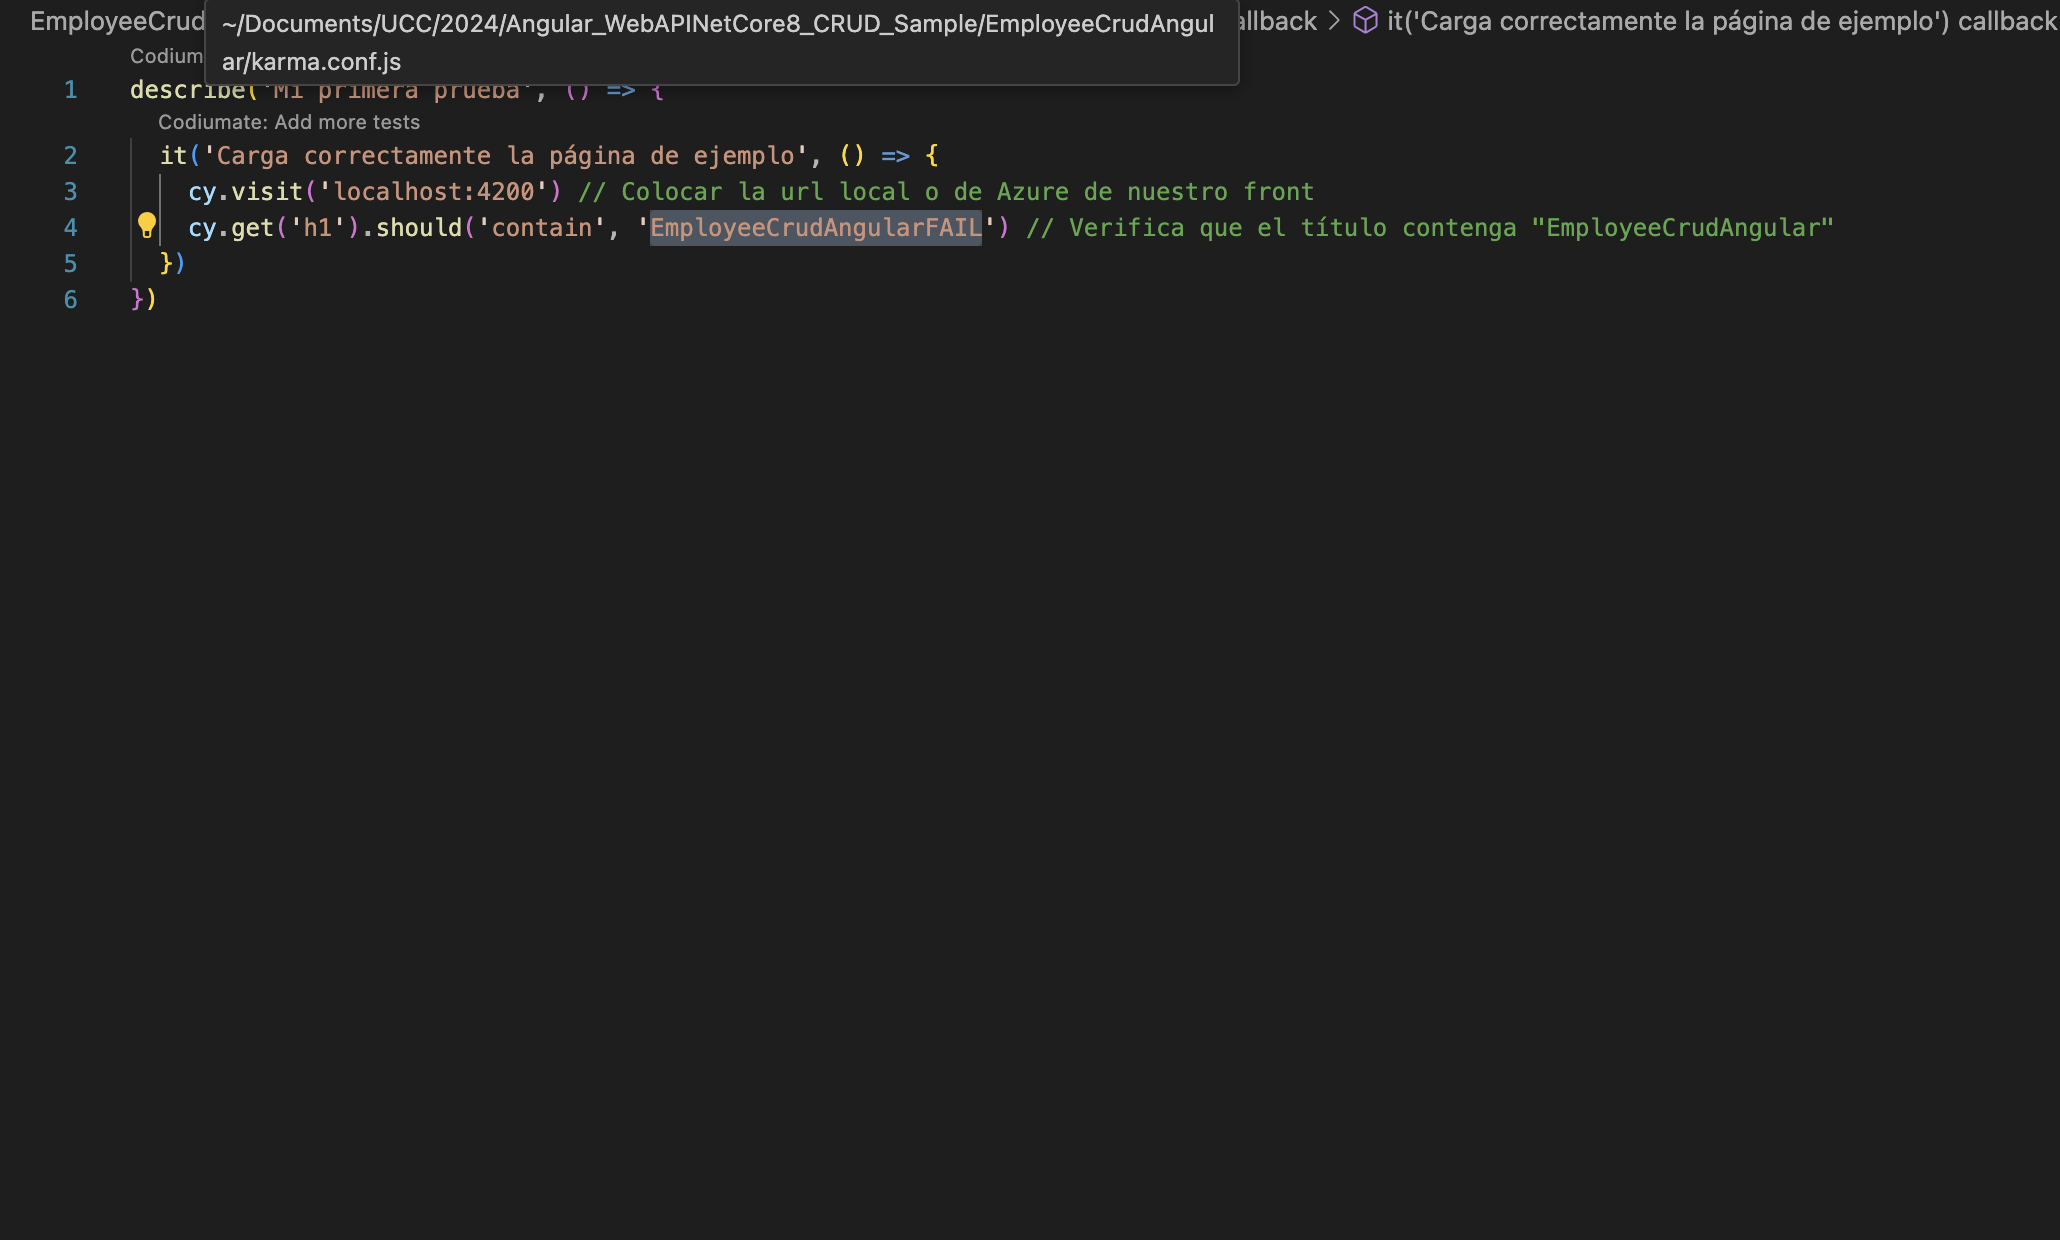 EmployeeCrud
~/Documents/UCC/2024/Angular_WebAPINetCore8_CRUD_Sample/EmployeeCrudAngul
ar/karma.conf.js
allback > it('Carga correctamente la página de ejemplo') callback
Codium
1 describe('Mi primera prueba', () => {
Codiumate: Add more tests
2 it('Carga correctamente la página de ejemplo', () => {
3 cy.visit('localhost:4200') // Colocar la url local o de Azure de nuestro front
4 cy.get('h1').should('contain', 'EmployeeCrudAngularFAIL') // Verifica que el título contenga "EmployeeCrudAngular"
5 })
6 })